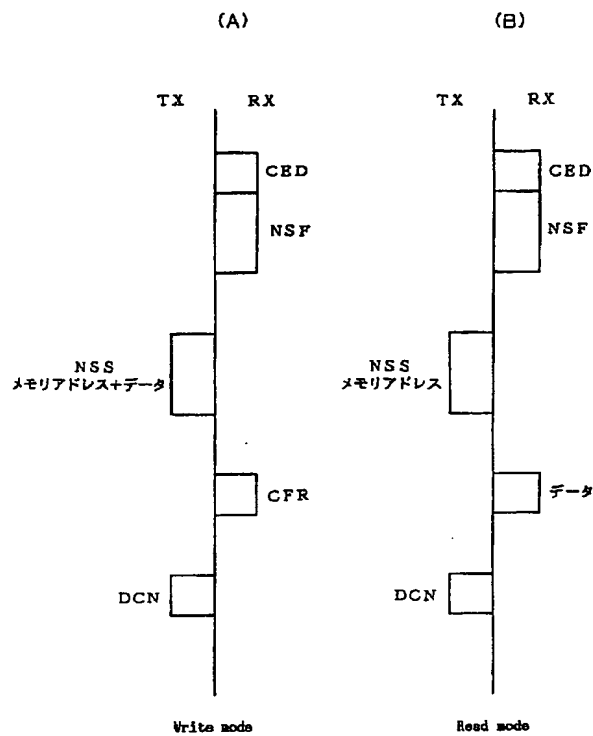 (A)
TX RX
CED
NSF
NSS
メモリアドレス+データ
CFR
DCN
Write mode
(B)
TX RX
CED
NSF
NSS
メモリアドレス
データ
DCN
Read mode